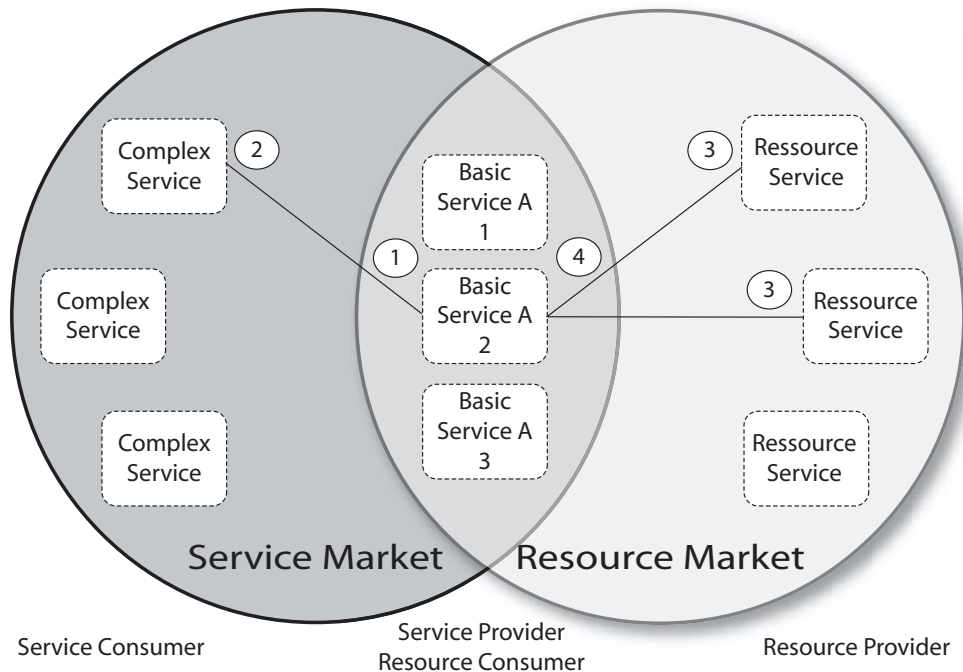 Complex
Service
2
Complex
Service
Complex
Service
1
Basic
Service A
1
Basic
Service A
2
Basic
Service A
3
4
3
Ressource
Service
3
Ressource
Service
Ressource
Service
Service Market
Resource Market
Service Consumer
Service Provider
Resource Consumer
Resource Provider